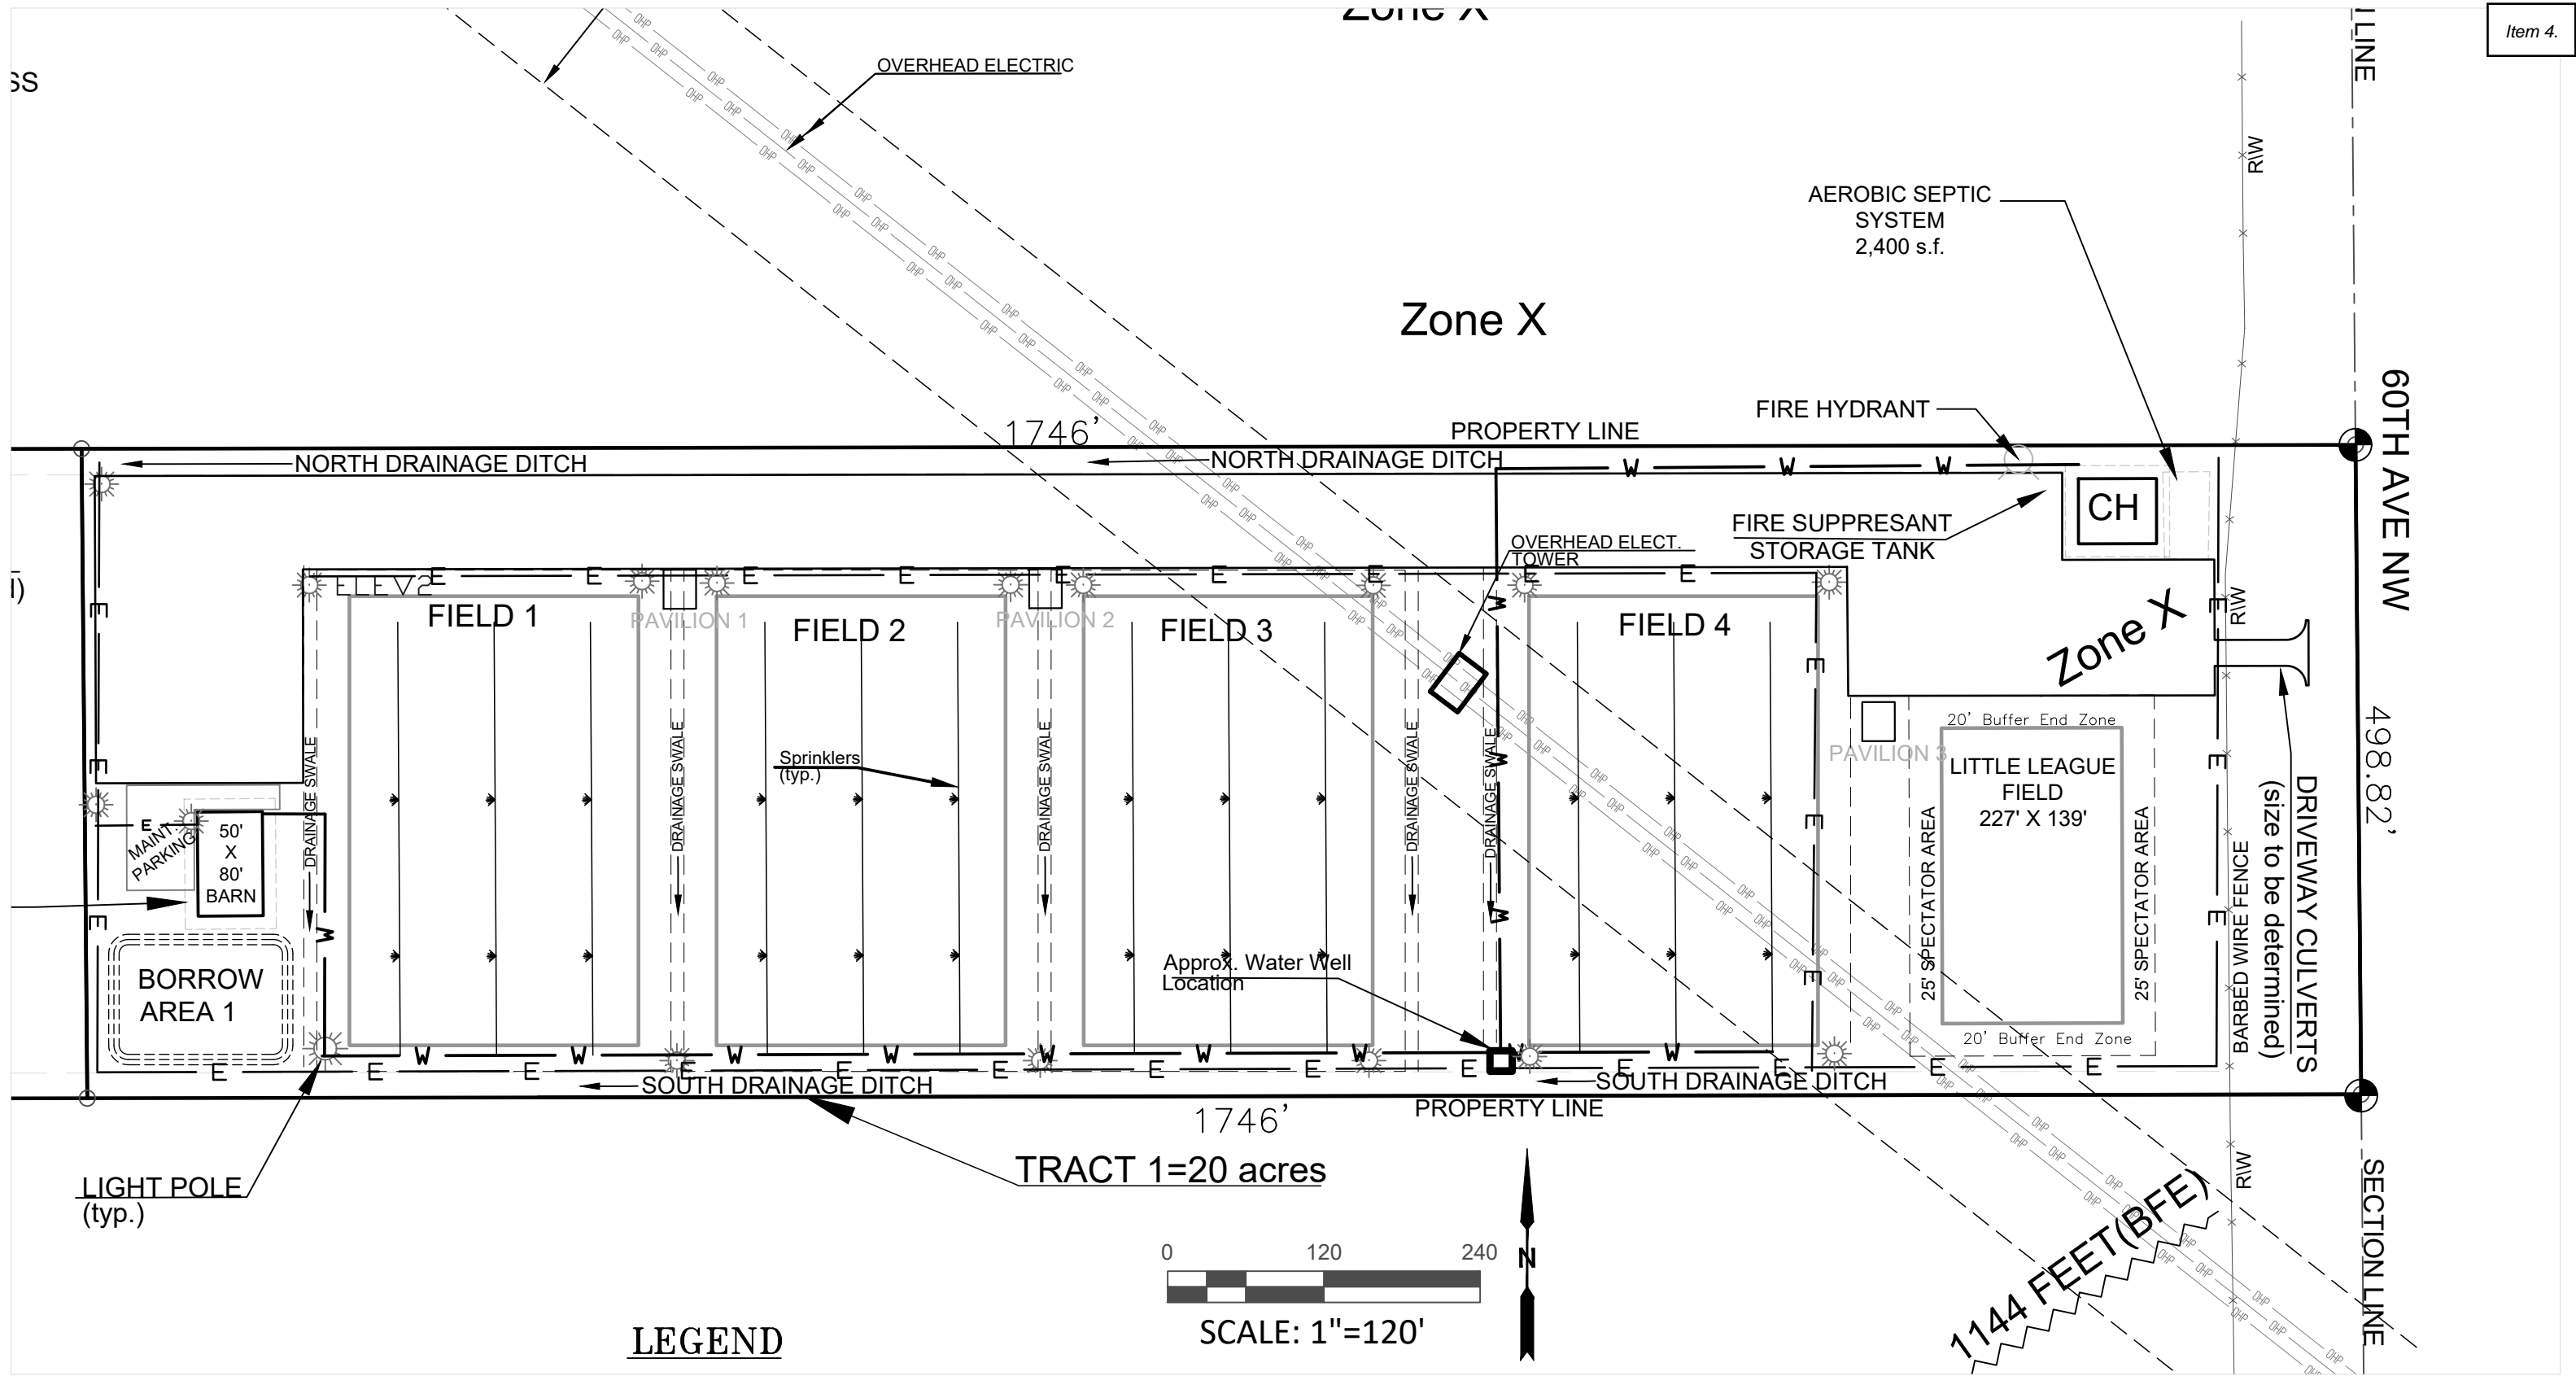 Zone X
Item 4.
SS
OVERHEAD ELECTRIC
LINE
R\W
AEROBIC SEPTIC
SYSTEM
2,400 s.f.
Zone X
FIRE HYDRANT
60TH AVE NW
1746'
PROPERTY LINE
NORTH DRAINAGE DITCH
NORTH DRAINAGE DITCH
W W W
CH
FIRE SUPPRESANT
STORAGE TANK
OVERHEAD ELECT.
TOWER
ELEV2
E E E E E E E E E
FIELD 1
PAVILION 1
FIELD 2
PAVILION 2
FIELD 3
FIELD 4
R\W
Zone X
20' Buffer End Zone
PAVILION 3
LITTLE LEAGUE
FIELD
227' X 139'
498.82'
Sprinklers
(typ.)
DRAINAGE SWALE
DRAINAGE SWALE
DRAINAGE SWALE
DRAINAGE SWALE
DRAINAGE SWALE
MAINT.
PARKING
50'
X
80'
BARN
25' SPECTATOR AREA
25' SPECTATOR AREA
BARBED WIRE FENCE
DRIVEWAY CULVERTS
(size to be determined)
BORROW
AREA 1
Approx. Water Well
Location
20' Buffer End Zone
W W W W W W W W
E E E E E E E E E E E E E
SOUTH DRAINAGE DITCH
SOUTH DRAINAGE DITCH
1746'
PROPERTY LINE
TRACT 1=20 acres
LIGHT POLE
(typ.)
R\W
SECTION LINE
1144 FEET(BFE)
0 120 240
N
SCALE: 1"=120'
LEGEND